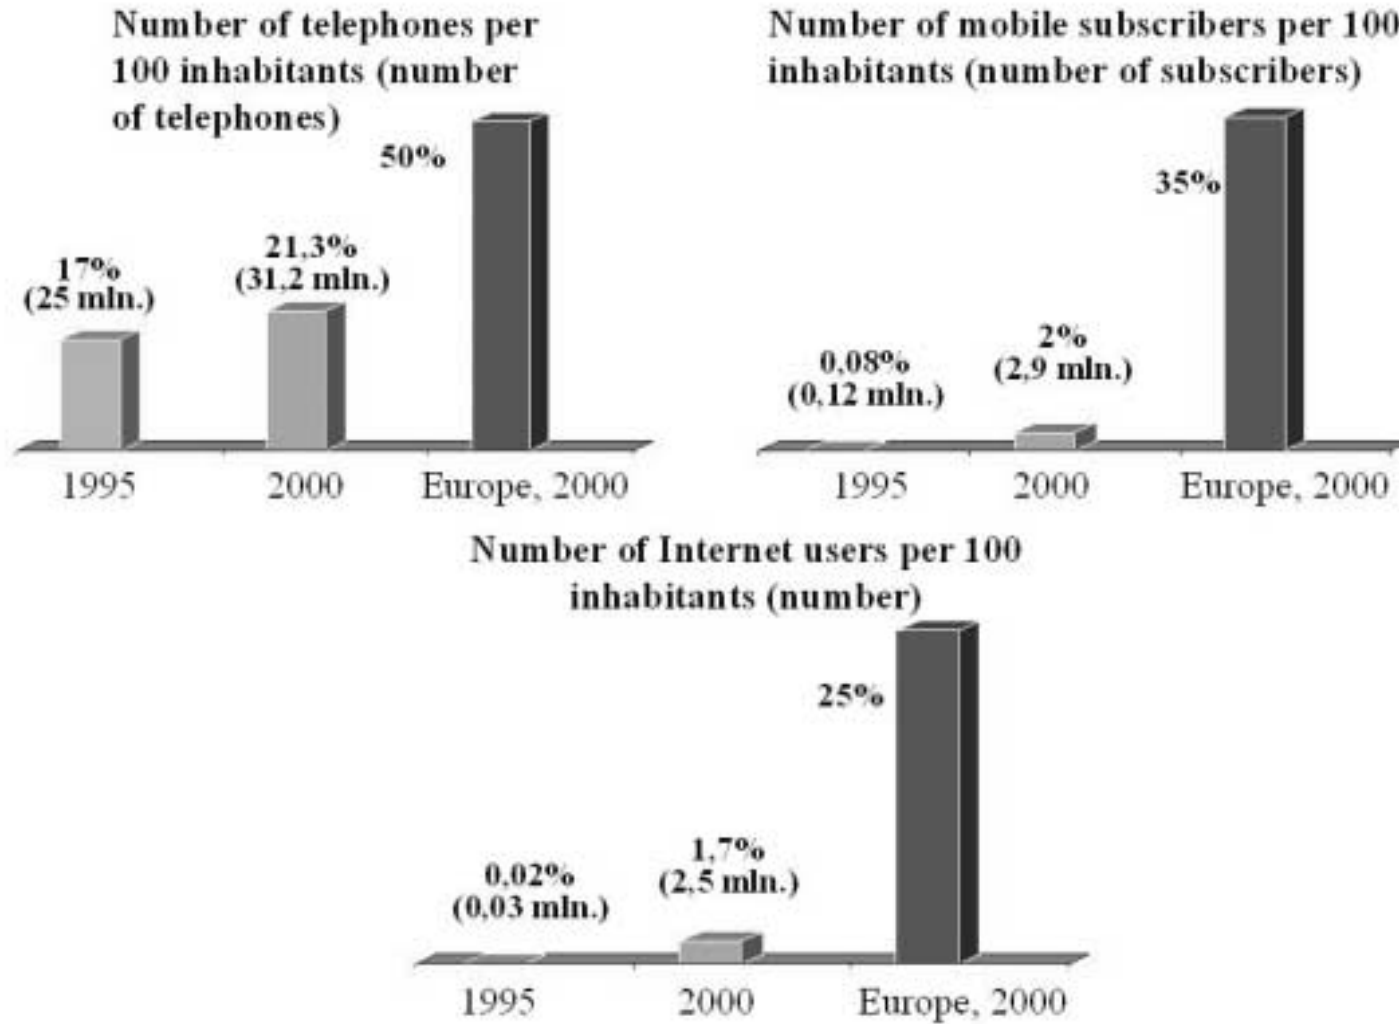 Number of telephones per
100 inhabitants (number
of telephones)
50%
21,3%
(31,2 mln.)
17%
(25 mln.)
1995
2000
Europe, 2000
Number of mobile subscribers per 100
inhabitants (number of subscribers)
35%
2%
(2,9 mln.)
0,08%
(0,12 mln.)
1995
2000
Europe, 2000
Number of Internet users per 100
inhabitants (number)
25%
1,7%
(2,5 mln.)
0,02%
(0,03 mln.)
1995
2000
Europe, 2000